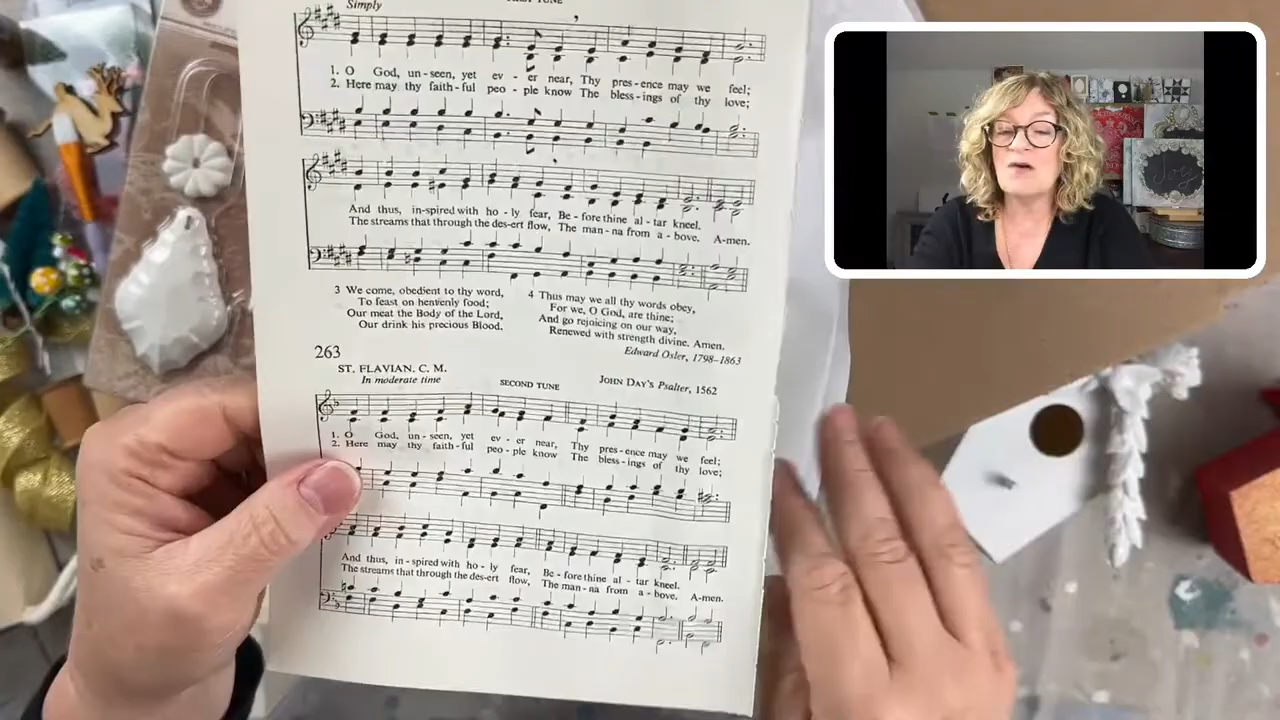 Simply
1. O God, un-seen, yet ev - er near, Thy pres-ence may we feel;
2. Here may thy faith-ful peo - ple know The bless-ings of thy love;
And thus, in-spired with ho - ly fear, Be - fore thine al - tar kneel.
The streams that through the des-ert flow, The man - na from a - bove. A-men.
3 We come, obedient to thy word,
To feast on heavenly food;
Our meat the Body of the Lord,
Our drink his precious Blood.
4 Thus may we all thy words obey,
For we, O God, are thine;
And go rejoicing on our way,
Renewed with strength divine. Amen.
Edward Osler, 1798–1863
263
ST. FLAVIAN. C. M.
In moderate time
SECOND TUNE
JOHN DAY'S Psalter, 1562
1. O God, un-seen, yet ev - er near, Thy pres-ence may we feel;
2. Here may thy faith-ful peo - ple know The bless-ings of thy love;
And thus, in-spired with ho - ly fear, Be - fore thine al - tar kneel.
The streams that through the des-ert flow, The man - na from a - bove. A-men.
Joy